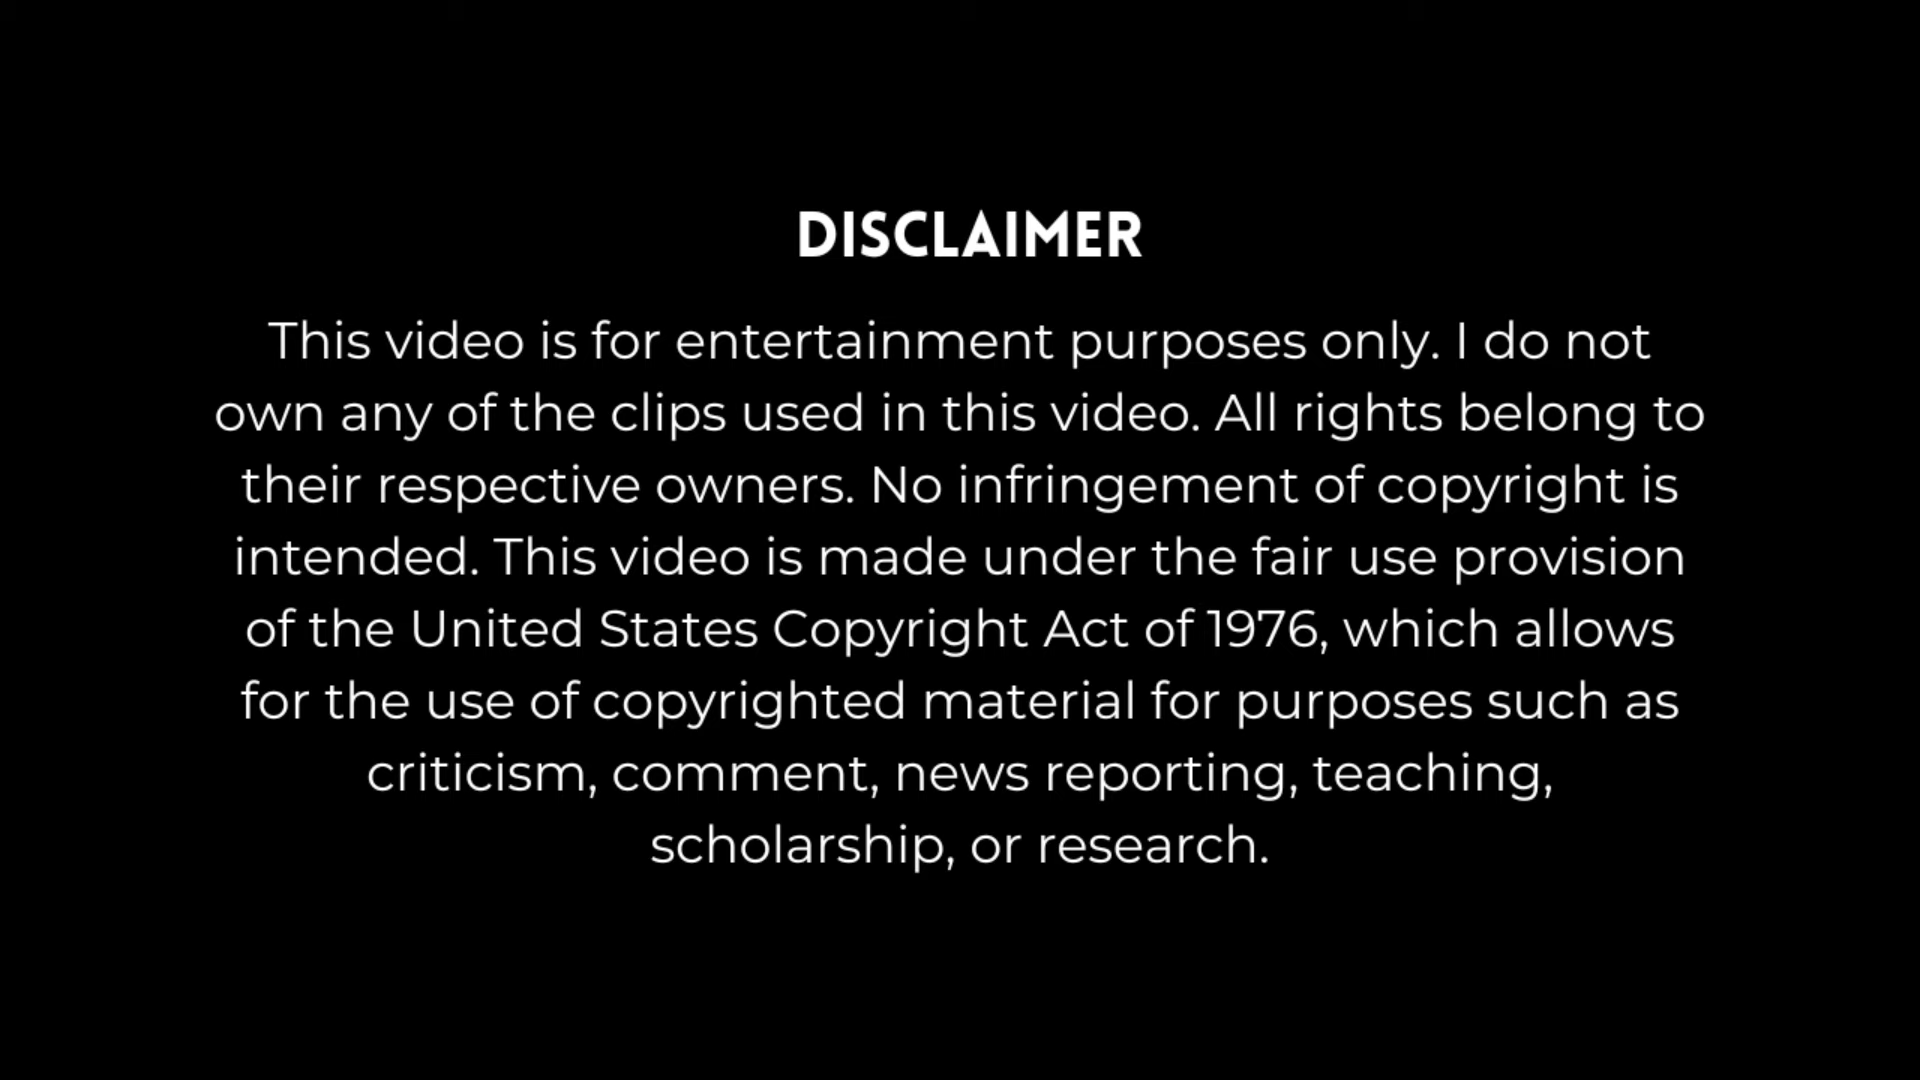 DISCLAIMER
This video is for entertainment purposes only. I do not
own any of the clips used in this video. All rights belong to
their respective owners. No infringement of copyright is
intended. This video is made under the fair use provision
of the United States Copyright Act of 1976, which allows
for the use of copyrighted material for purposes such as
criticism, comment, news reporting, teaching,
scholarship, or research.